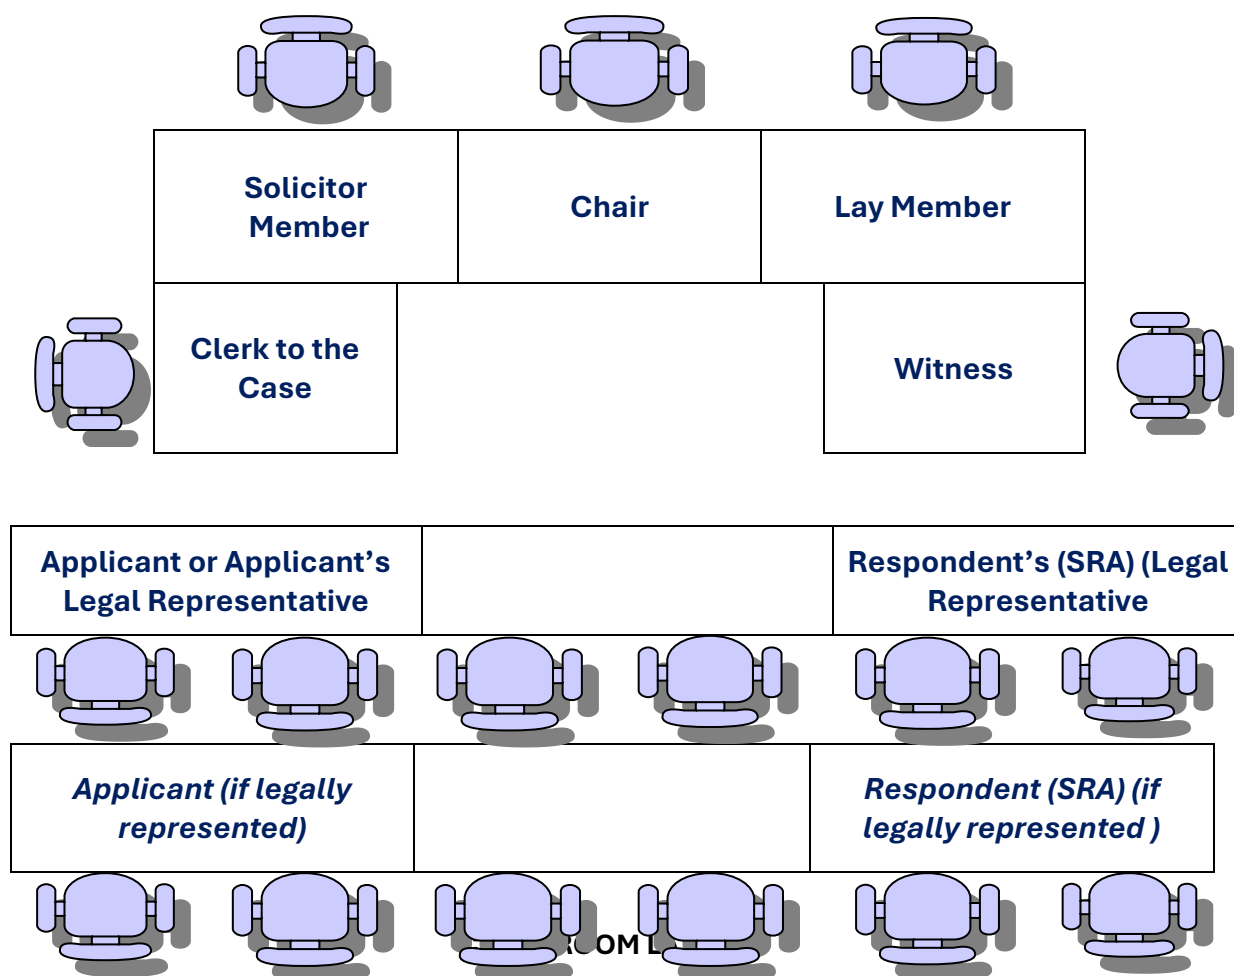 Solicitor
Member
Chair
Lay Member
Clerk to the
Case
Witness
Applicant or Applicant’s
Legal Representative
Respondent’s (SRA) (Legal
Representative
Applicant (if legally
represented)
Respondent (SRA) (if
legally represented )